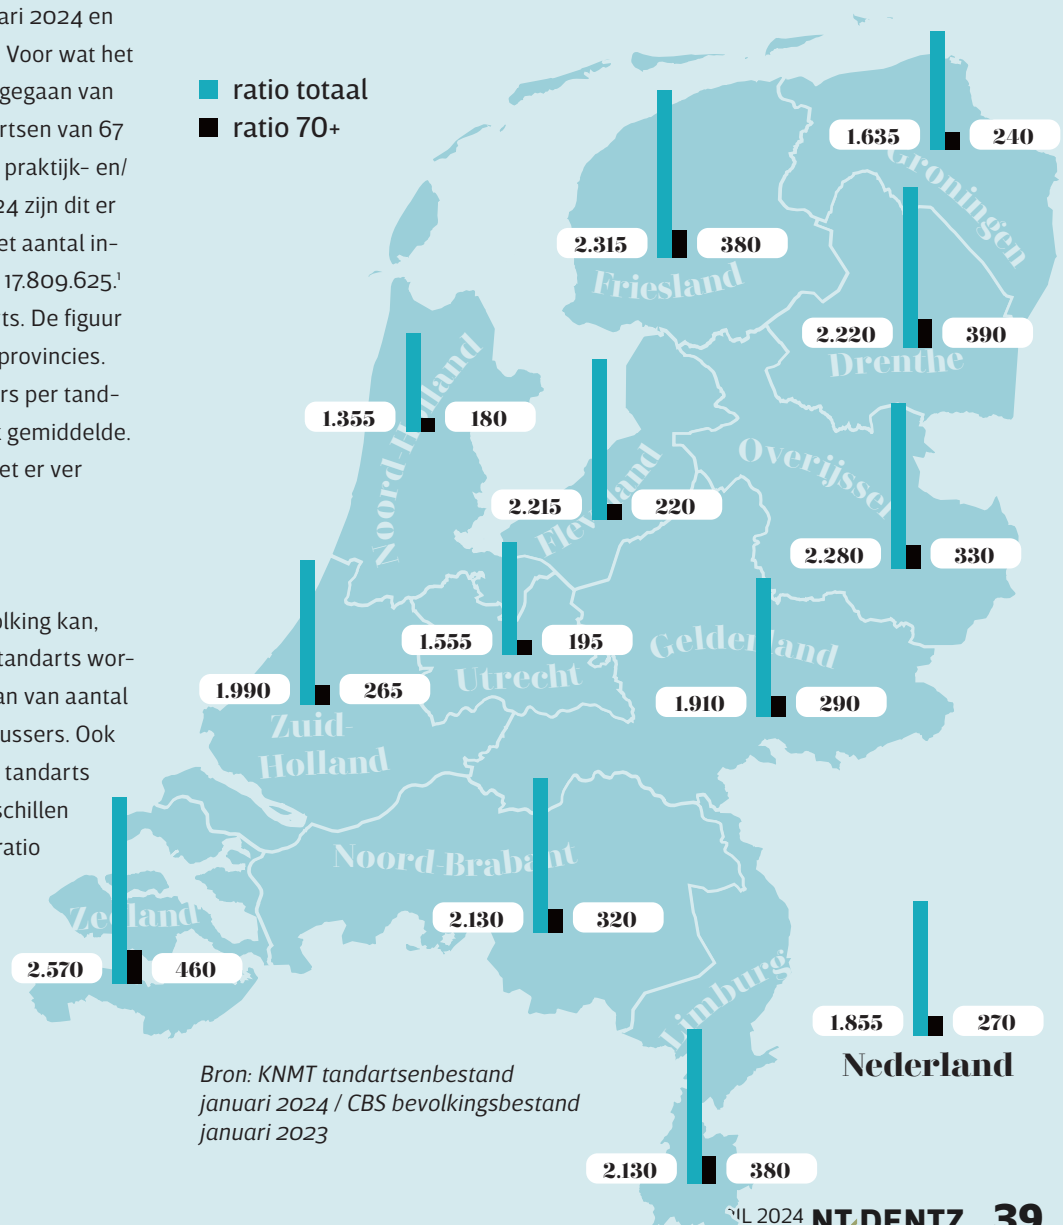 ari 2024 en
Voor wat het
gegaan van
rtsen van 67
praktijk- en/
24 zijn dit er
et aantal in-
17.809.625.¹
ts. De figuur
provincies.
rs per tand-
k gemiddelde.
et er ver
olking kan,
tandarts wor-
an van aantal
ussers. Ook
tandarts
schillen
ratio
ratio totaal
ratio 70+
1.635
240
Groningen
2.315
380
Friesland
2.220
390
Drenthe
1.355
180
Noord-Holland
2.215
220
Flevoland
Overijssel
2.280
330
1.555
195
Utrecht
Gelderland
1.910
290
1.990
265
Zuid-
Holland
Noord-Brabant
2.130
320
Zeeland
2.570
460
Limburg
2.130
380
1.855
270
Nederland
Bron: KNMT tandartsenbestand
januari 2024 / CBS bevolkingsbestand
januari 2023
RIL 2024 NT/DENTZ 39